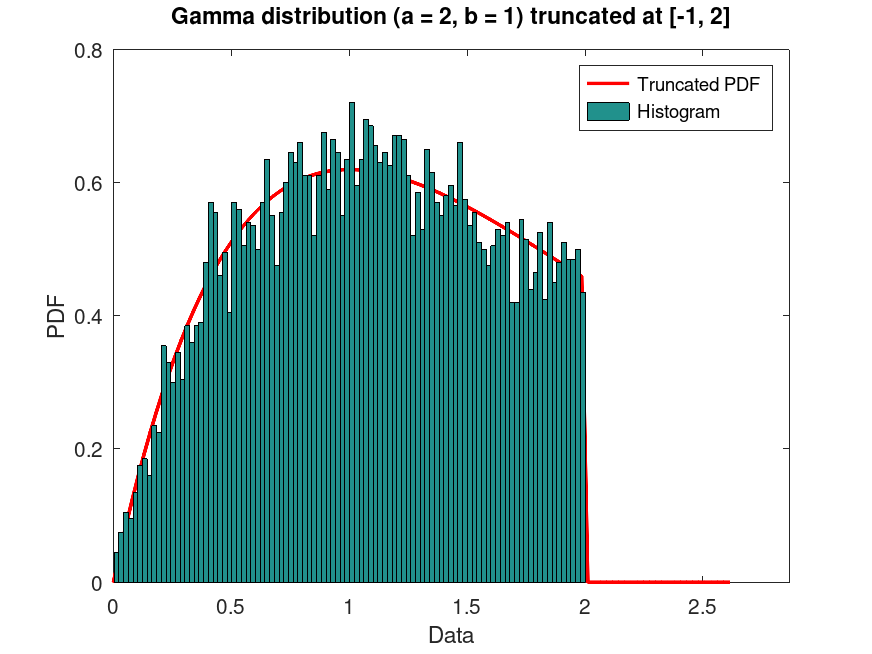 Gamma distribution (a = 2, b = 1) truncated at [-1, 2]
0.8
Truncated PDF
Histogram
0.6
PDF
0.4
0.2
0
0
0.5
1
1.5
2
2.5
Data